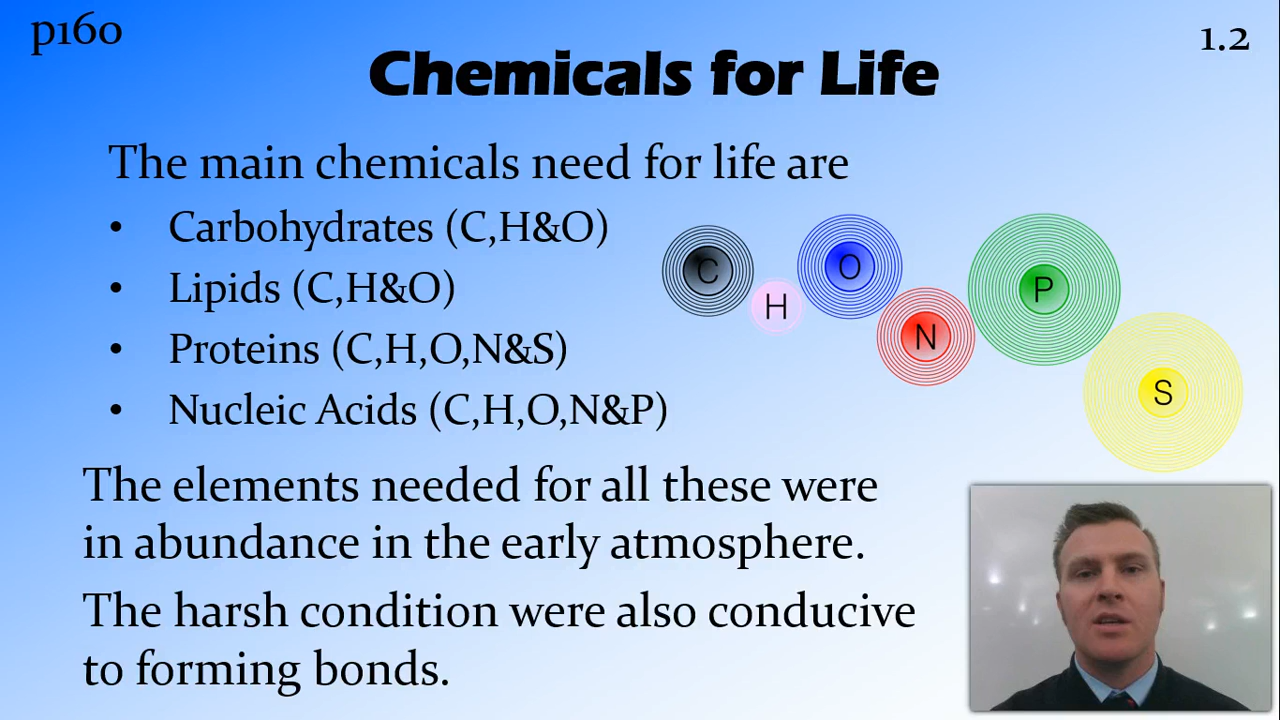 p160
1.2
Chemicals for Life
The main chemicals need for life are
• Carbohydrates (C,H&O)
• Lipids (C,H&O)
• Proteins (C,H,O,N&S)
• Nucleic Acids (C,H,O,N&P)
C
H
O
N
P
S
The elements needed for all these were
in abundance in the early atmosphere.
The harsh condition were also conducive
to forming bonds.